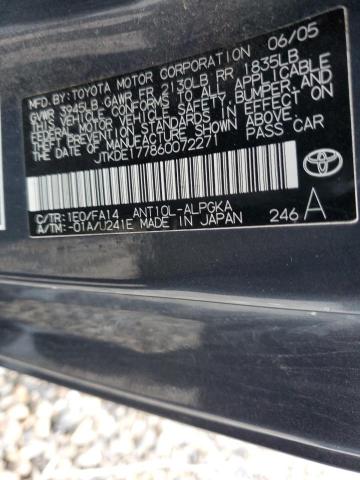 MFD.BY:TOYOTA MOTOR CORPORATION 06/05
GVWR 3945LB GAWR FR 2130LB RR 1835LB
THIS VEHICLE CONFORMS TO ALL APPLICABLE
FEDERAL MOTOR VEHICLE SAFETY, BUMPER, AND
THEFT PREVENTION STANDARDS IN EFFECT ON
THE DATE OF MANUFACTURE SHOWN ABOVE.
JTKDE177860072271 PASS CAR
TOYOTA
C/TR:1E0/FA14 ANT10L-ALPGKA
A/TM:-01A/U241E MADE IN JAPAN 246 A